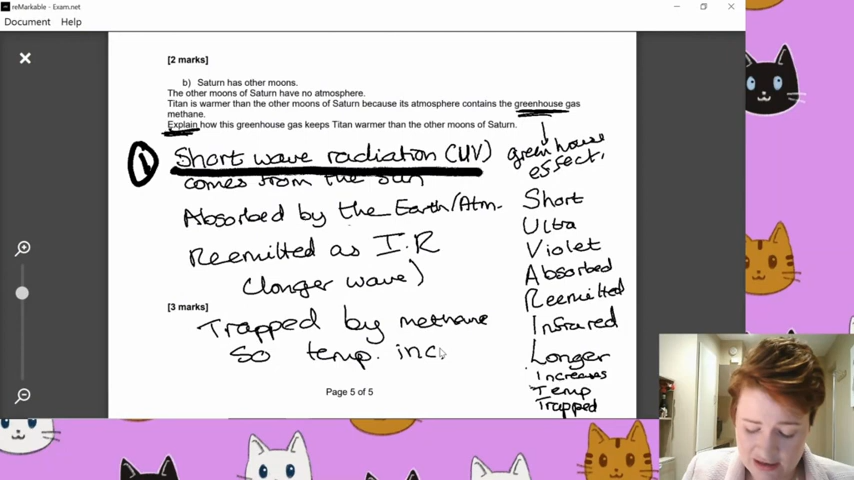 reMarkable - Exam.net
Document Help
[2 marks]
b) Saturn has other moons.
The other moons of Saturn have no atmosphere.
Titan is warmer than the other moons of Saturn because its atmosphere contains the greenhouse gas
methane.
Explain how this greenhouse gas keeps Titan warmer than the other moons of Saturn.
1
Short wave radiation (UV)
comes from the sun
Absorbed by the Earth/Atm.
Reemitted as I.R
(longer wave)
[3 marks]
Trapped by methane
So temp. inc
Page 5 of 5
green house
effect,
Short
Ultra
Violet
Absorbed
Reemitted
Infrared
Longer
Increases
Temp
Trapped